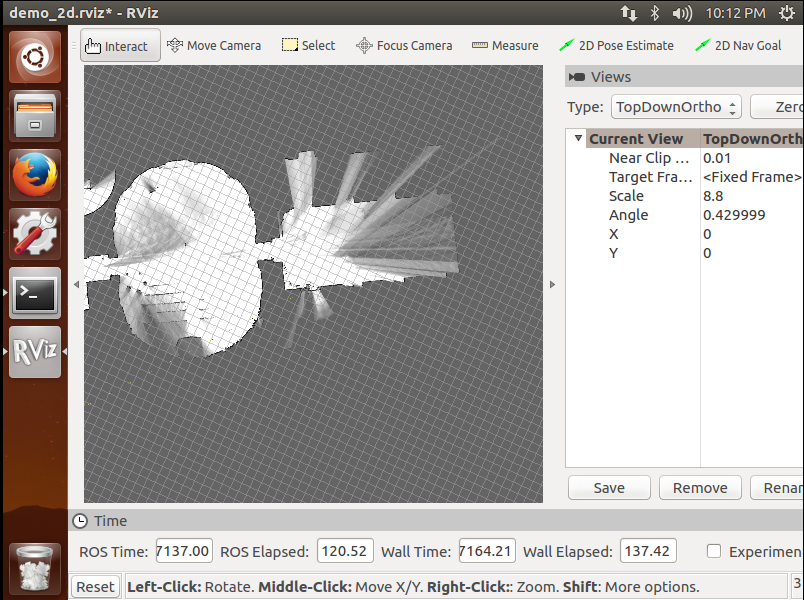 demo_2d.rviz* - RViz
10:12 PM
Interact
Move Camera
Select
Focus Camera
Measure
2D Pose Estimate
2D Nav Goal
Views
Type:
TopDownOrtho
Zero
Current View
TopDownOrth
Near Clip …
0.01
Target Fra…
<Fixed Frame>
Scale
8.8
Angle
0.429999
X
0
Y
0
>_
RViz
Save
Remove
Renar
Time
ROS Time:
7137.00
ROS Elapsed:
120.52
Wall Time:
7164.21
Wall Elapsed:
137.42
Experimen
Reset
Left-Click: Rotate. Middle-Click: Move X/Y. Right-Click:: Zoom. Shift: More options.
3